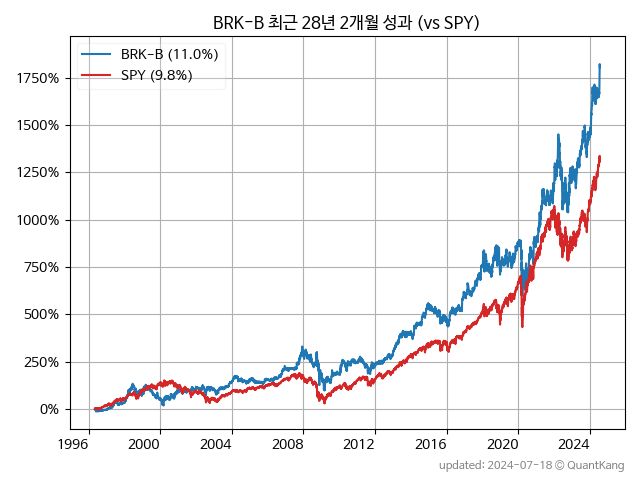 BRK-B 최근 28년 2개월 성과 (vs SPY)
BRK-B (11.0%)
SPY (9.8%)
1750%
1500%
1250%
1000%
750%
500%
250%
0%
1996 2000 2004 2008 2012 2016 2020 2024
updated: 2024-07-18 © QuantKang